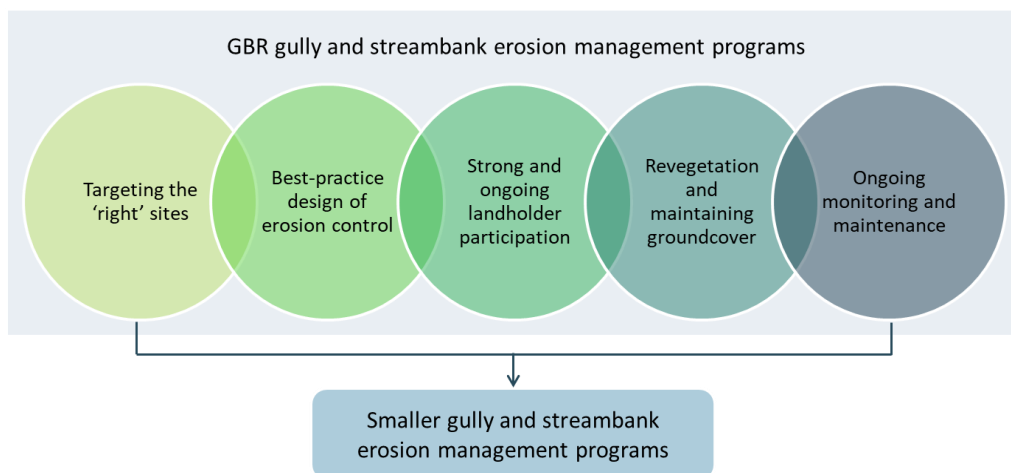 GBR gully and streambank erosion management programs
Targeting the
‘right’ sites
Best-practice
design of
erosion control
Strong and
ongoing
landholder
participation
Revegetation
and
maintaining
groundcover
Ongoing
monitoring and
maintenance
Smaller gully and streambank
erosion management programs